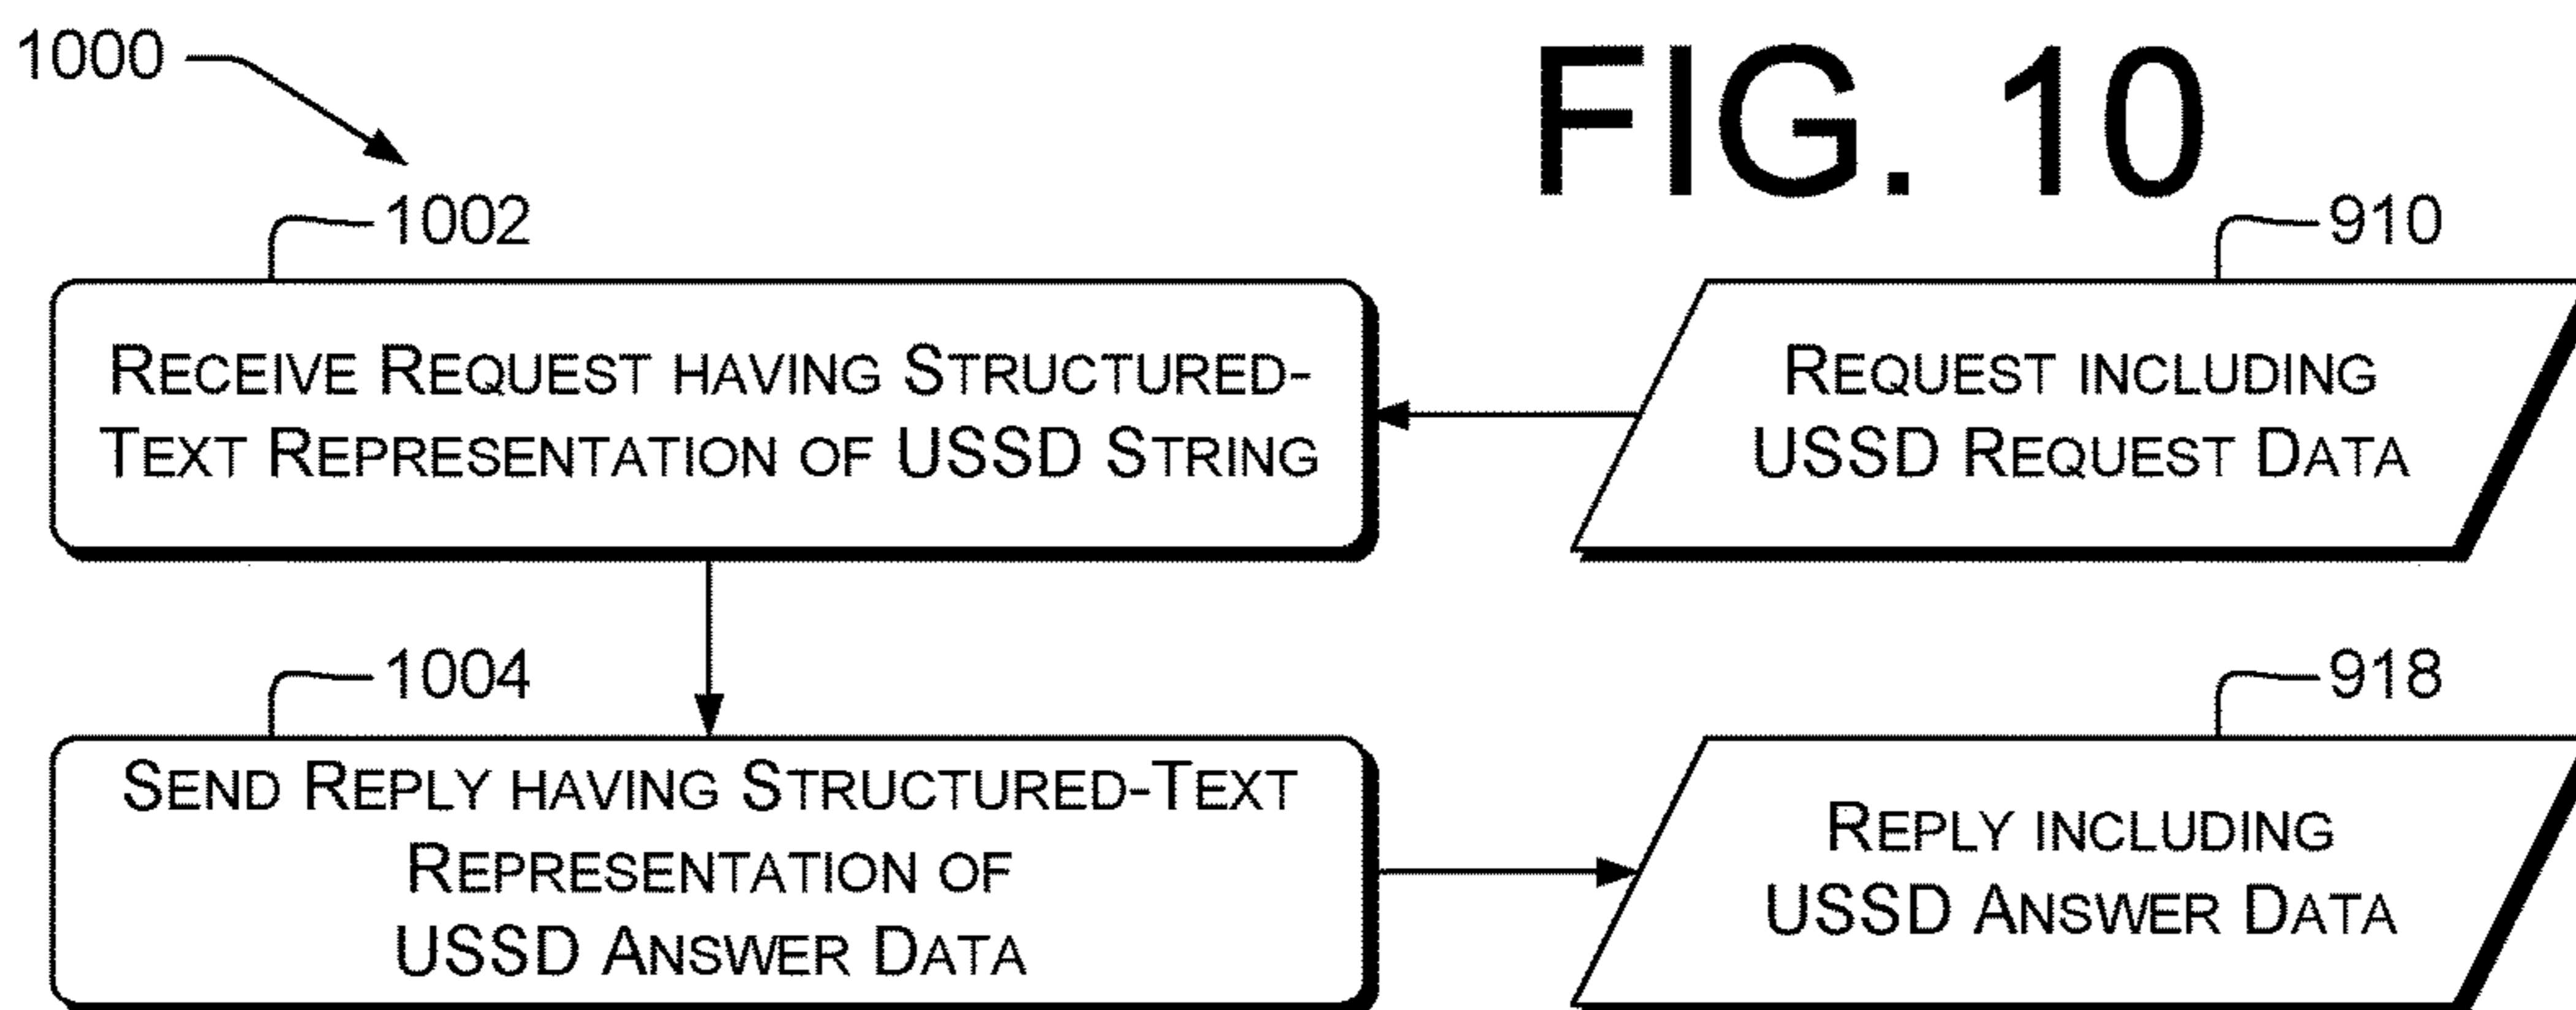 1000
FIG. 10
1002
910
RECEIVE REQUEST HAVING STRUCTURED-
TEXT REPRESENTATION OF USSD STRING
REQUEST INCLUDING
USSD REQUEST DATA
1004
918
SEND REPLY HAVING STRUCTURED-TEXT
REPRESENTATION OF
USSD ANSWER DATA
REPLY INCLUDING
USSD ANSWER DATA